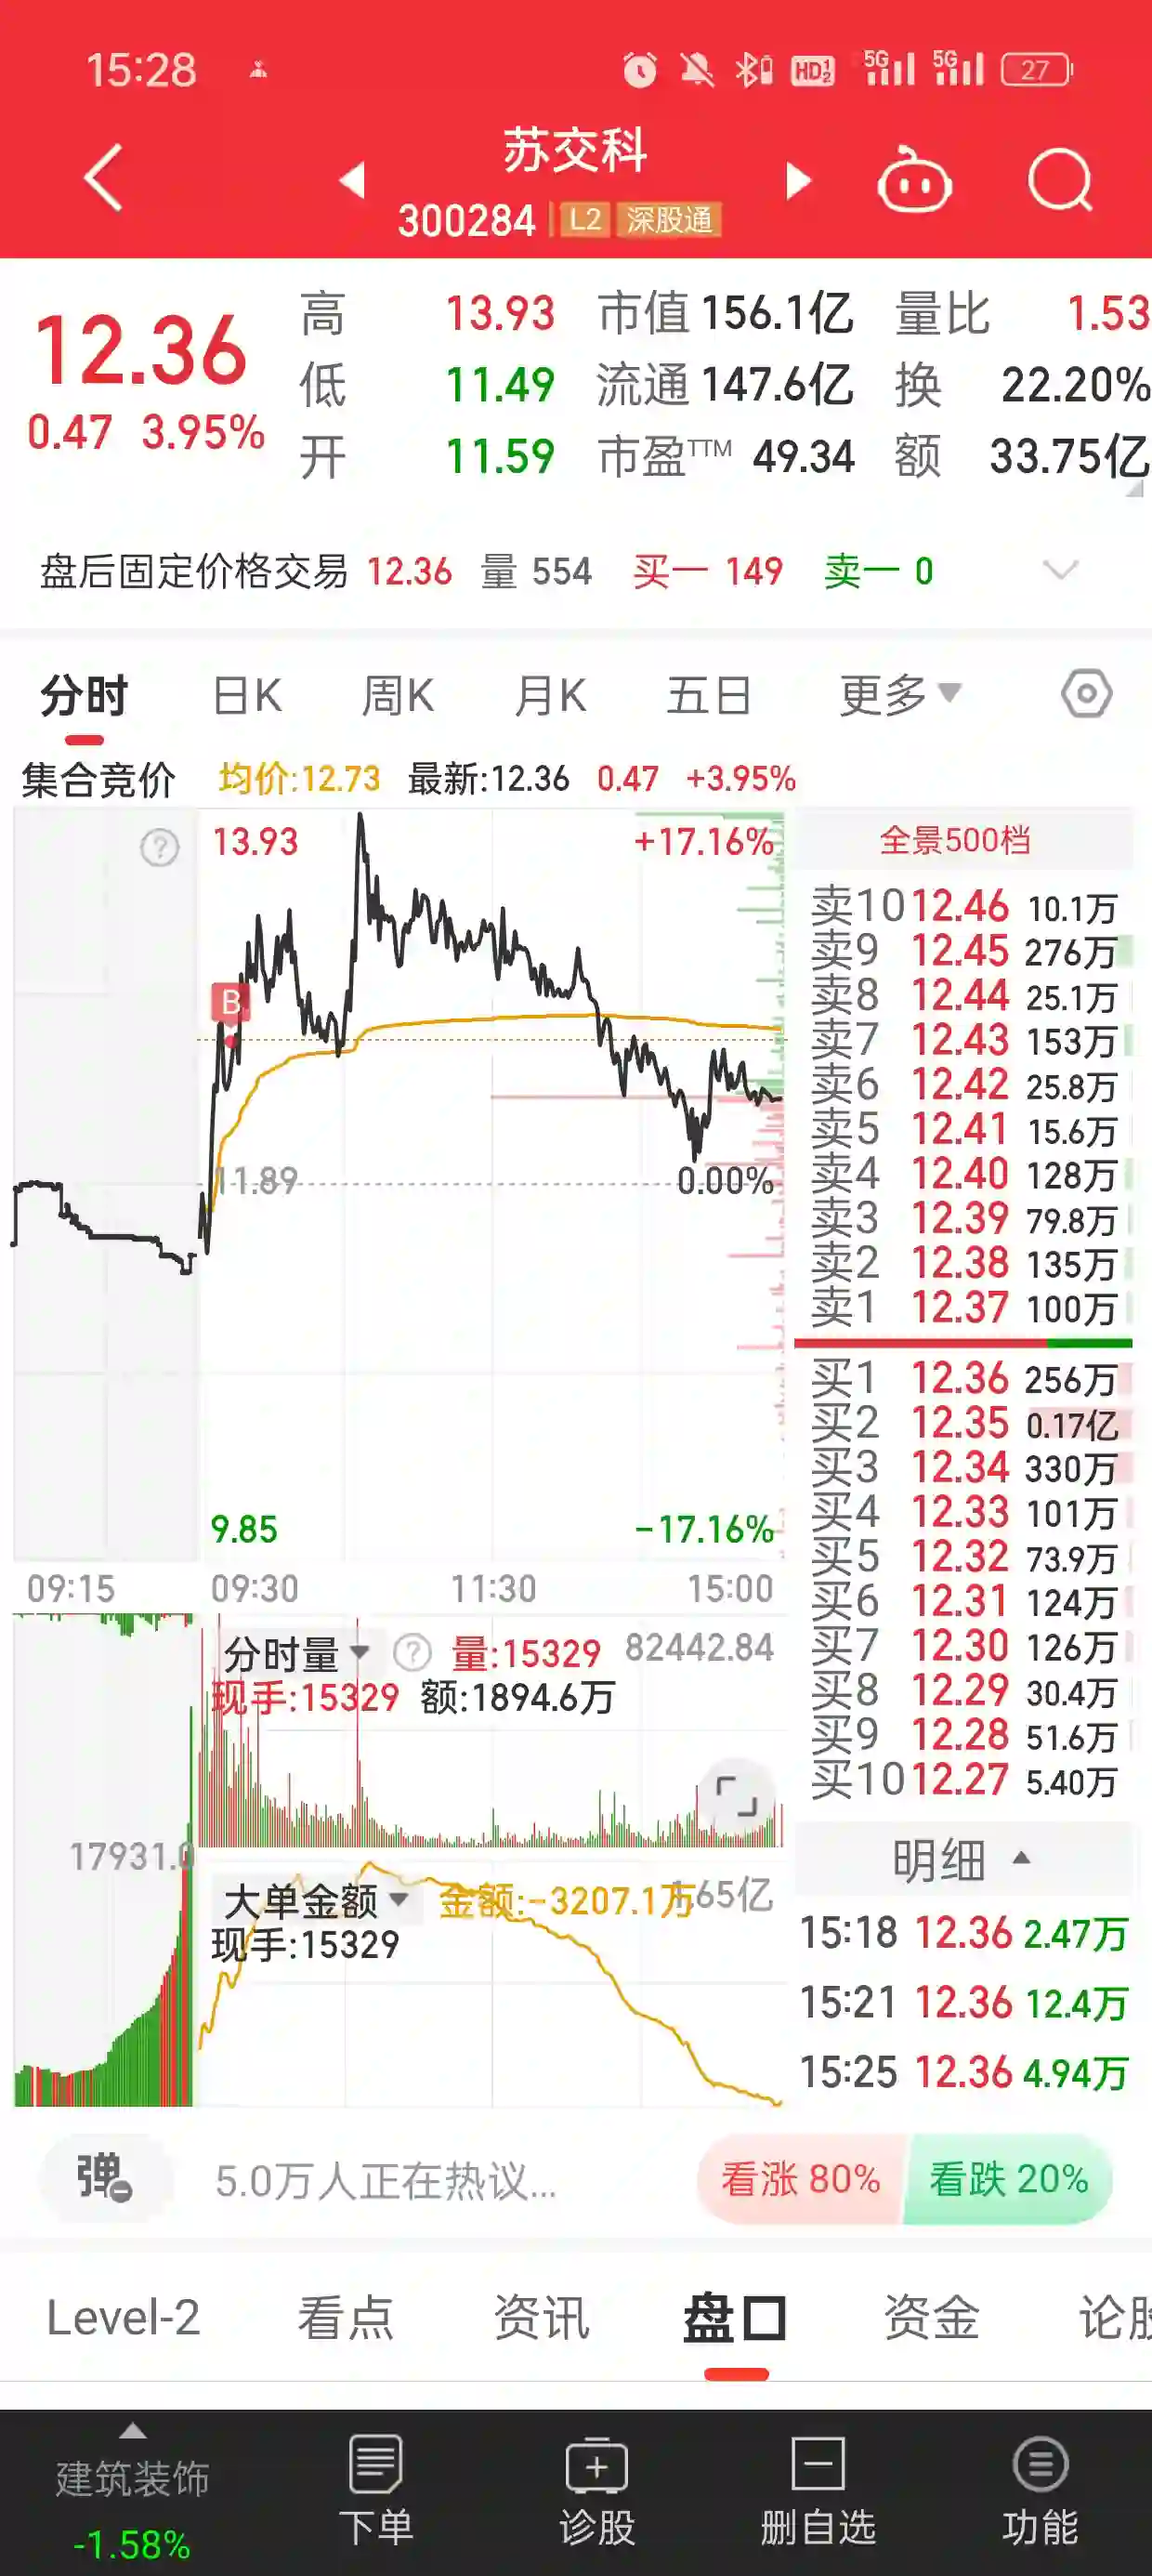 15:28 HD 1 2 5G 5G 27
苏交科
300284 L2 深股通
12.36
0.47 3.95%
高 13.93 市值 156.1亿 量比 1.53
低 11.49 流通 147.6亿 换 22.20%
开 11.59 市盈TTM 49.34 额 33.75亿
盘后固定价格交易 12.36 量 554 买一 149 卖一 0
分时 日K 周K 月K 五日 更多
集合竞价 均价:12.73 最新:12.36 0.47 +3.95%
? 13.93 +17.16%
B
11.89 0.00%
9.85 -17.16%
09:15 09:30 11:30 15:00
全景500档
卖10 12.46 10.1万
卖9 12.45 276万
卖8 12.44 25.1万
卖7 12.43 153万
卖6 12.42 25.8万
卖5 12.41 15.6万
卖4 12.40 128万
卖3 12.39 79.8万
卖2 12.38 135万
卖1 12.37 100万
买1 12.36 256万
买2 12.35 0.17亿
买3 12.34 330万
买4 12.33 101万
买5 12.32 73.9万
买6 12.31 124万
买7 12.30 126万
买8 12.29 30.4万
买9 12.28 51.6万
买10 12.27 5.40万
分时量 ? 量:15329 82442.84
现手:15329 额:1894.6万
17931.0
大单金额 金额:-3207.1万 .65亿
现手:15329
明细
15:18 12.36 2.47万
15:21 12.36 12.4万
15:25 12.36 4.94万
弹 5.0万人正在热议... 看涨 80% 看跌 20%
Level-2 看点 资讯 盘口 资金 论股
建筑装饰
-1.58%
下单 诊股 删自选 功能